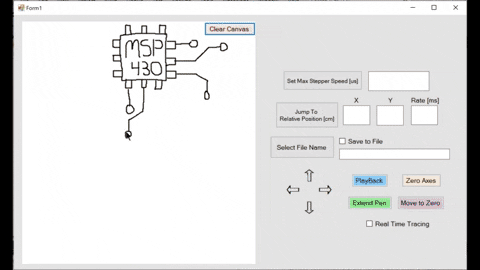 Form1
Clear Canvas
MSP
430
Set Max Stepper Speed [us]
X Y Rate [ms]
Jump To
Relative Position [cm]
Select File Name
Save to File
PlayBack
Zero Axes
Extend Pen
Move to Zero
Real Time Tracing